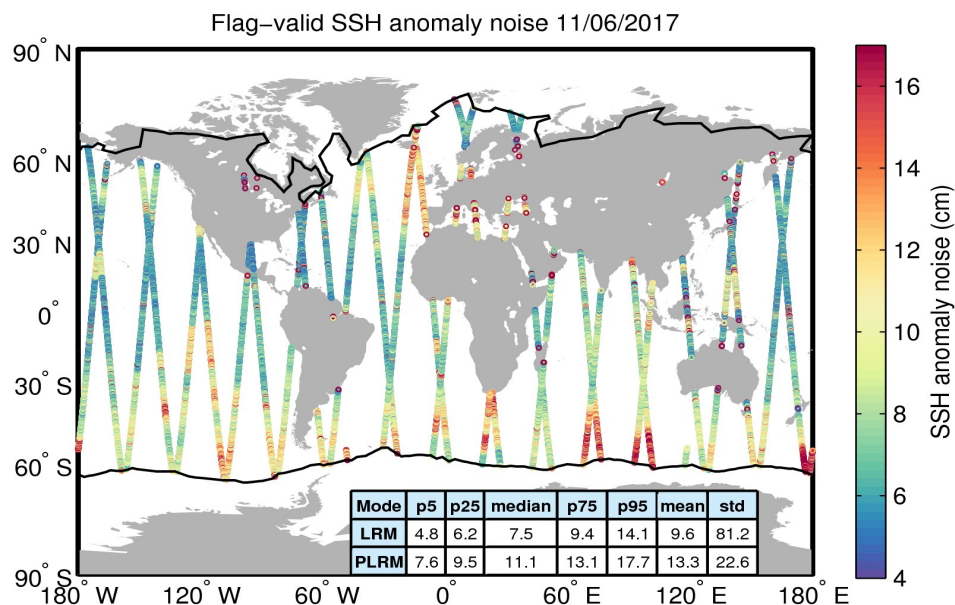 Flag−valid SSH anomaly noise 11/06/2017
90° N
60° N
30° N
0°
30° S
60° S
90° S
180° W 120° W 60° W 0° 60° E 120° E 180° E
Mode p5 p25 median p75 p95 mean std
LRM 4.8 6.2 7.5 9.4 14.1 9.6 81.2
PLRM 7.6 9.5 11.1 13.1 17.7 13.3 22.6
16
14
12
10
8
6
4
SSH anomaly noise (cm)